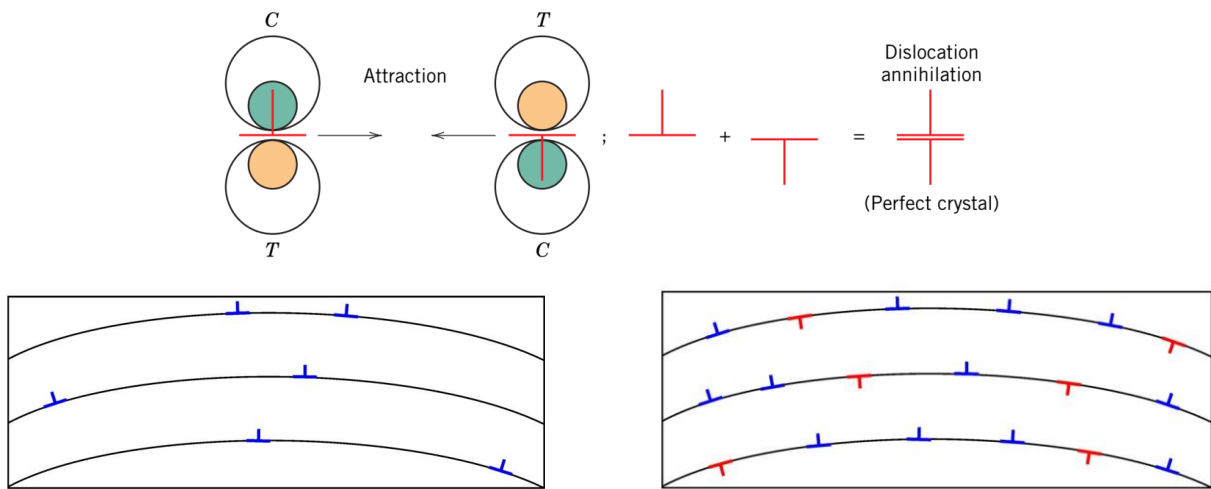 C
T
Attraction
Dislocation
annihilation
;
+
=
(Perfect crystal)
T
C